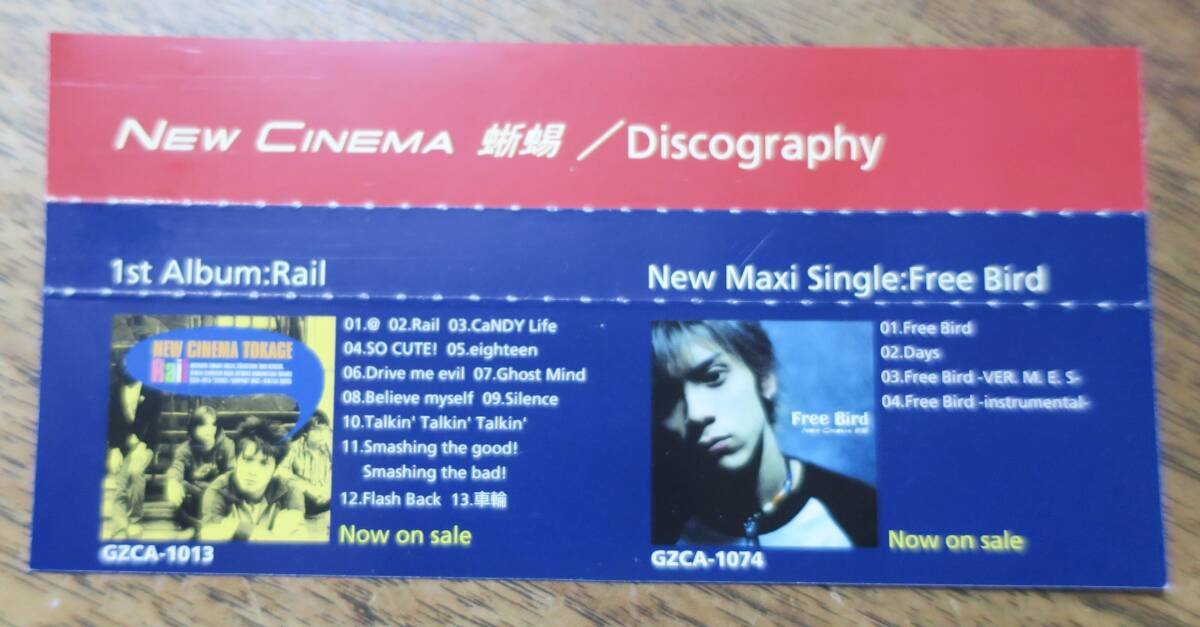 NEW CINEMA 蜥蜴 ／Discography
1st Album:Rail
NEW CINEMA TOKAGE
Rail
01.@ 02.Rail 03.CaNDY Life
04.SO CUTE! 05.eighteen
06.Drive me evil 07.Ghost Mind
08.Believe myself 09.Silence
10.Talkin' Talkin' Talkin'
11.Smashing the good!
Smashing the bad!
12.Flash Back 13.車輪
Now on sale
GZCA-1013
New Maxi Single:Free Bird
Free Bird
NEW CINEMA 蜥蜴
01.Free Bird
02.Days
03.Free Bird -VER. M. E. S-
04.Free Bird -instrumental-
Now on sale
GZCA-1074